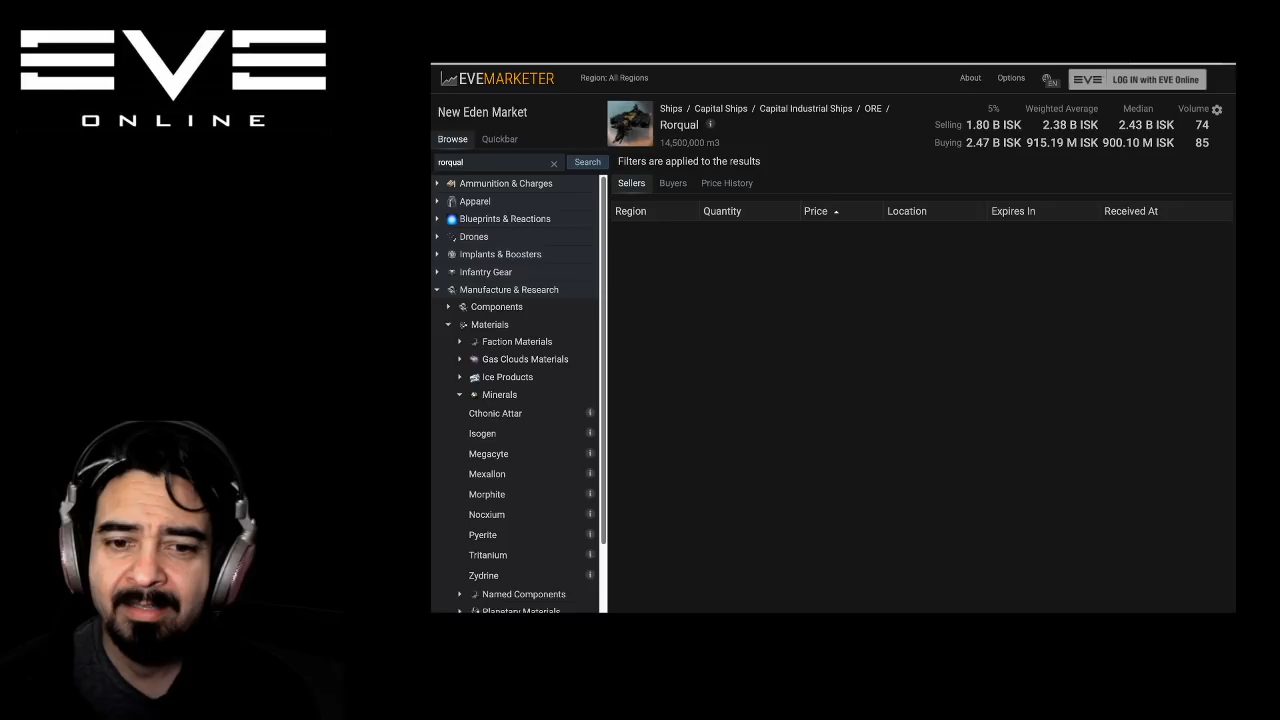 EVE
ONLINE
EVEMARKETER
Region: All Regions
About
Options
EN
EVE LOG IN with EVE Online
New Eden Market
Browse
Quickbar
rorqual
Search
Ammunition & Charges
Apparel
Blueprints & Reactions
Drones
Implants & Boosters
Infantry Gear
Manufacture & Research
Components
Materials
Faction Materials
Gas Clouds Materials
Ice Products
Minerals
Cthonic Attar
Isogen
Megacyte
Mexallon
Morphite
Nocxium
Pyerite
Tritanium
Zydrine
Named Components
Planetary Materials
Ships / Capital Ships / Capital Industrial Ships / ORE /
Rorqual
14,500,000 m3
5% Weighted Average Median Volume
Selling 1.80 B ISK 2.38 B ISK 2.43 B ISK 74
Buying 2.47 B ISK 915.19 M ISK 900.10 M ISK 85
Filters are applied to the results
Sellers Buyers Price History
Region Quantity Price Location Expires In Received At